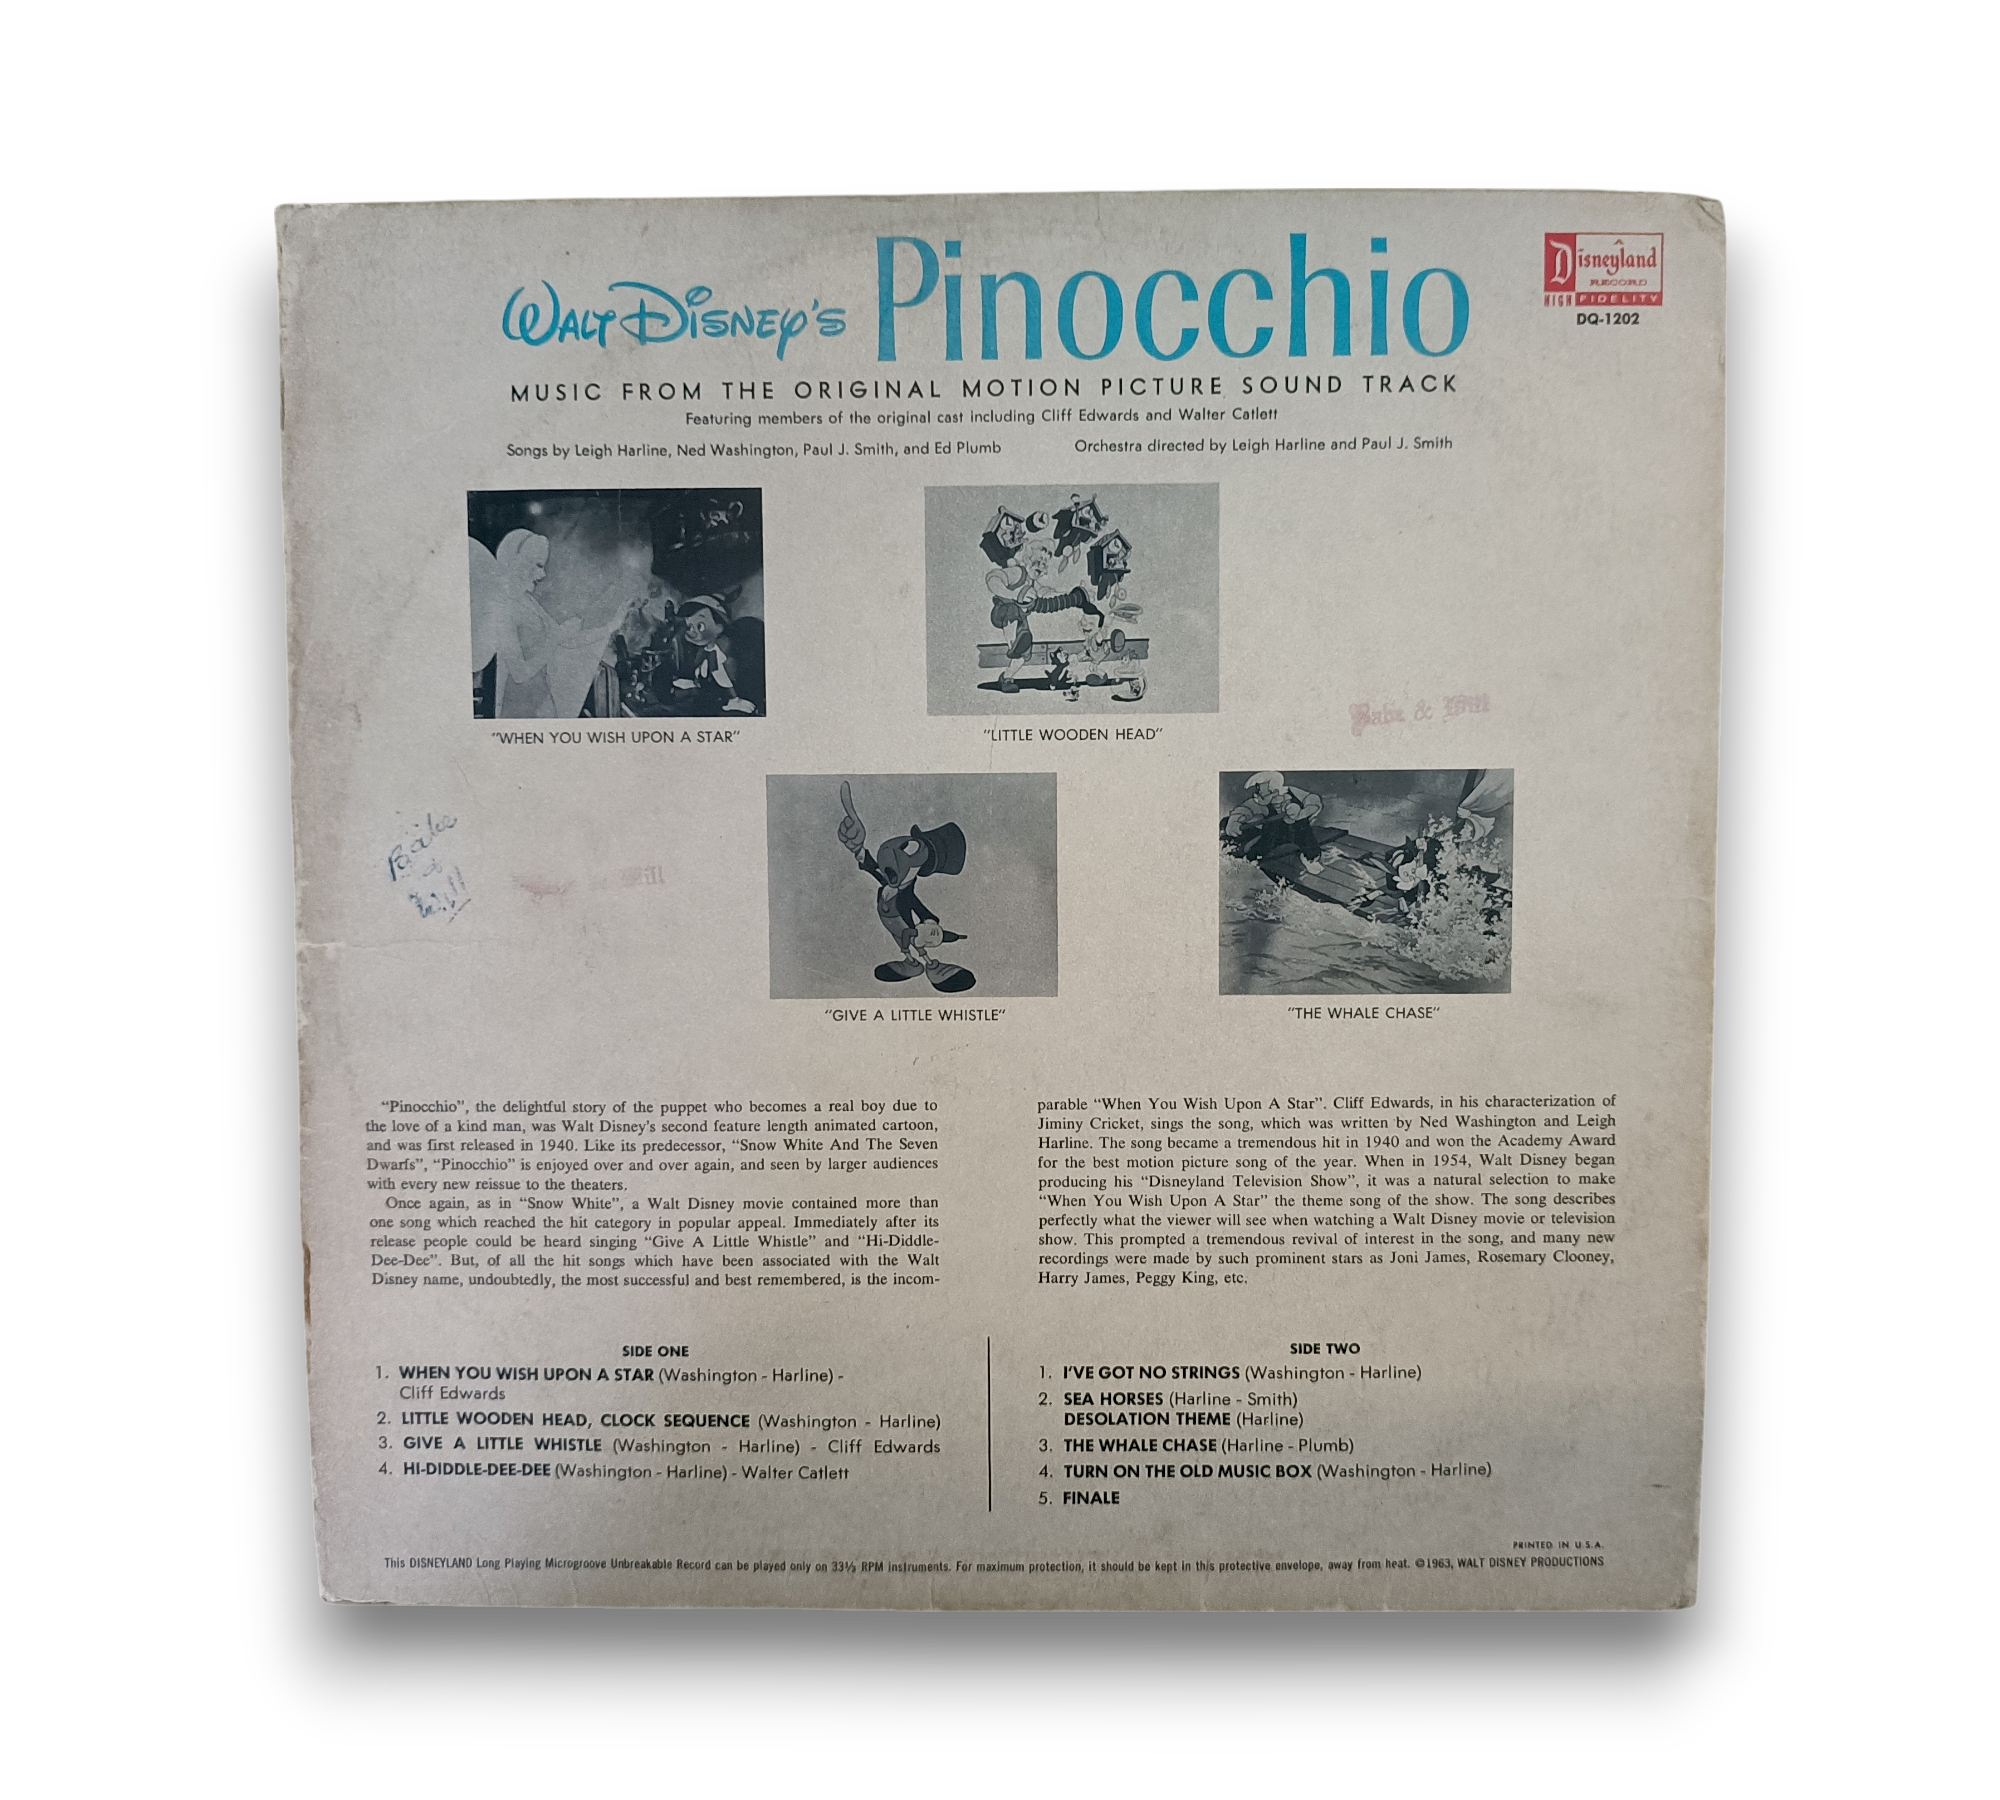 WALT DISNEY'S Pinocchio
Disneyland
RECORD
HIGH FIDELITY
DQ-1202
MUSIC FROM THE ORIGINAL MOTION PICTURE SOUND TRACK
Featuring members of the original cast including Cliff Edwards and Walter Catlett
Songs by Leigh Harline, Ned Washington, Paul J. Smith, and Ed Plumb
Orchestra directed by Leigh Harline and Paul J. Smith
"WHEN YOU WISH UPON A STAR"
"LITTLE WOODEN HEAD"
"GIVE A LITTLE WHISTLE"
"THE WHALE CHASE"
"Pinocchio", the delightful story of the puppet who becomes a real boy due to
the love of a kind man, was Walt Disney's second feature length animated cartoon,
and was first released in 1940. Like its predecessor, "Snow White And The Seven
Dwarfs", "Pinocchio" is enjoyed over and over again, and seen by larger audiences
with every new reissue to the theaters.
Once again, as in "Snow White", a Walt Disney movie contained more than
one song which reached the hit category in popular appeal. Immediately after its
release people could be heard singing "Give A Little Whistle" and "Hi-Diddle-
Dee-Dee". But, of all the hit songs which have been associated with the Walt
Disney name, undoubtedly, the most successful and best remembered, is the incom-
parable "When You Wish Upon A Star". Cliff Edwards, in his characterization of
Jiminy Cricket, sings the song, which was written by Ned Washington and Leigh
Harline. The song became a tremendous hit in 1940 and won the Academy Award
for the best motion picture song of the year. When in 1954, Walt Disney began
producing his "Disneyland Television Show", it was a natural selection to make
"When You Wish Upon A Star" the theme song of the show. The song describes
perfectly what the viewer will see when watching a Walt Disney movie or television
show. This prompted a tremendous revival of interest in the song, and many new
recordings were made by such prominent stars as Joni James, Rosemary Clooney,
Harry James, Peggy King, etc.
SIDE ONE
1. WHEN YOU WISH UPON A STAR (Washington - Harline) -
Cliff Edwards
2. LITTLE WOODEN HEAD, CLOCK SEQUENCE (Washington - Harline)
3. GIVE A LITTLE WHISTLE (Washington - Harline) - Cliff Edwards
4. HI-DIDDLE-DEE-DEE (Washington - Harline) - Walter Catlett
SIDE TWO
1. I'VE GOT NO STRINGS (Washington - Harline)
2. SEA HORSES (Harline - Smith)
DESOLATION THEME (Harline)
3. THE WHALE CHASE (Harline - Plumb)
4. TURN ON THE OLD MUSIC BOX (Washington - Harline)
5. FINALE
PRINTED IN U.S.A.
This DISNEYLAND Long Playing Microgroove Unbreakable Record can be played only on 33⅓ RPM instruments. For maximum protection, it should be kept in this protective envelope, away from heat. ©1963, WALT DISNEY PRODUCTIONS